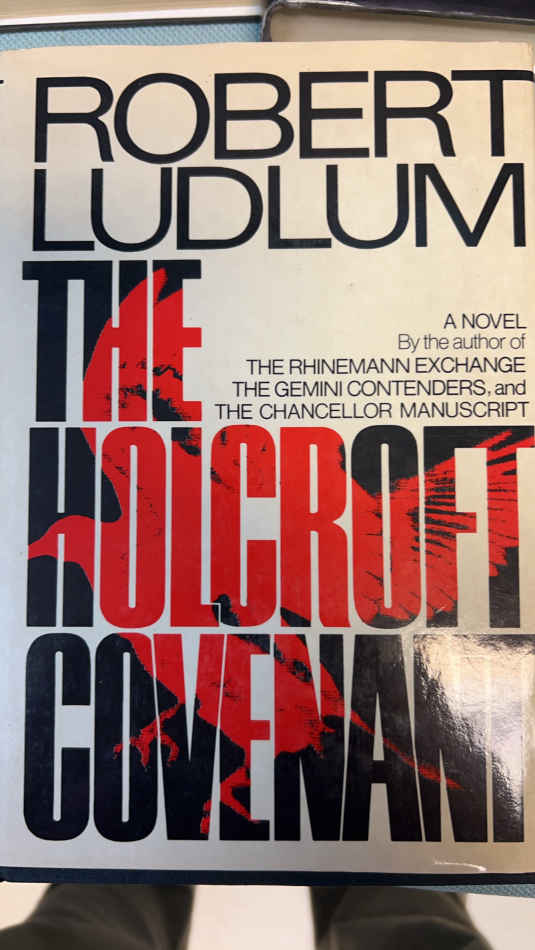 ROBERT
LUDLUM
THE
A NOVEL
By the author of
THE RHINEMANN EXCHANGE
THE GEMINI CONTENDERS, and
THE CHANCELLOR MANUSCRIPT
HOLCROFT
COVENANT